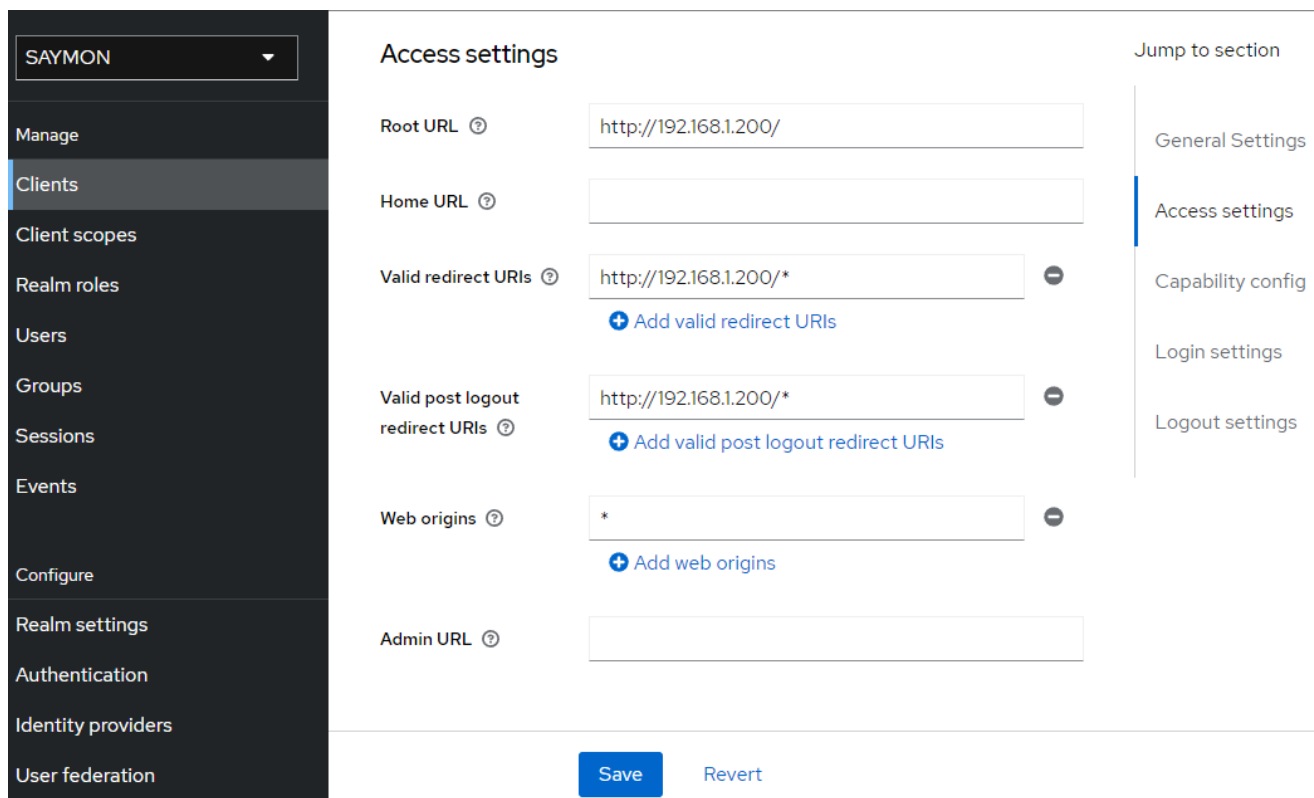 SAYMON
Manage
Clients
Client scopes
Realm roles
Users
Groups
Sessions
Events
Configure
Realm settings
Authentication
Identity providers
User federation
Access settings
Root URL
http://192.168.1.200/
Home URL
Valid redirect URIs
http://192.168.1.200/*
Add valid redirect URIs
Valid post logout
redirect URIs
http://192.168.1.200/*
Add valid post logout redirect URIs
Web origins
*
Add web origins
Admin URL
Save
Revert
Jump to section
General Settings
Access settings
Capability config
Login settings
Logout settings